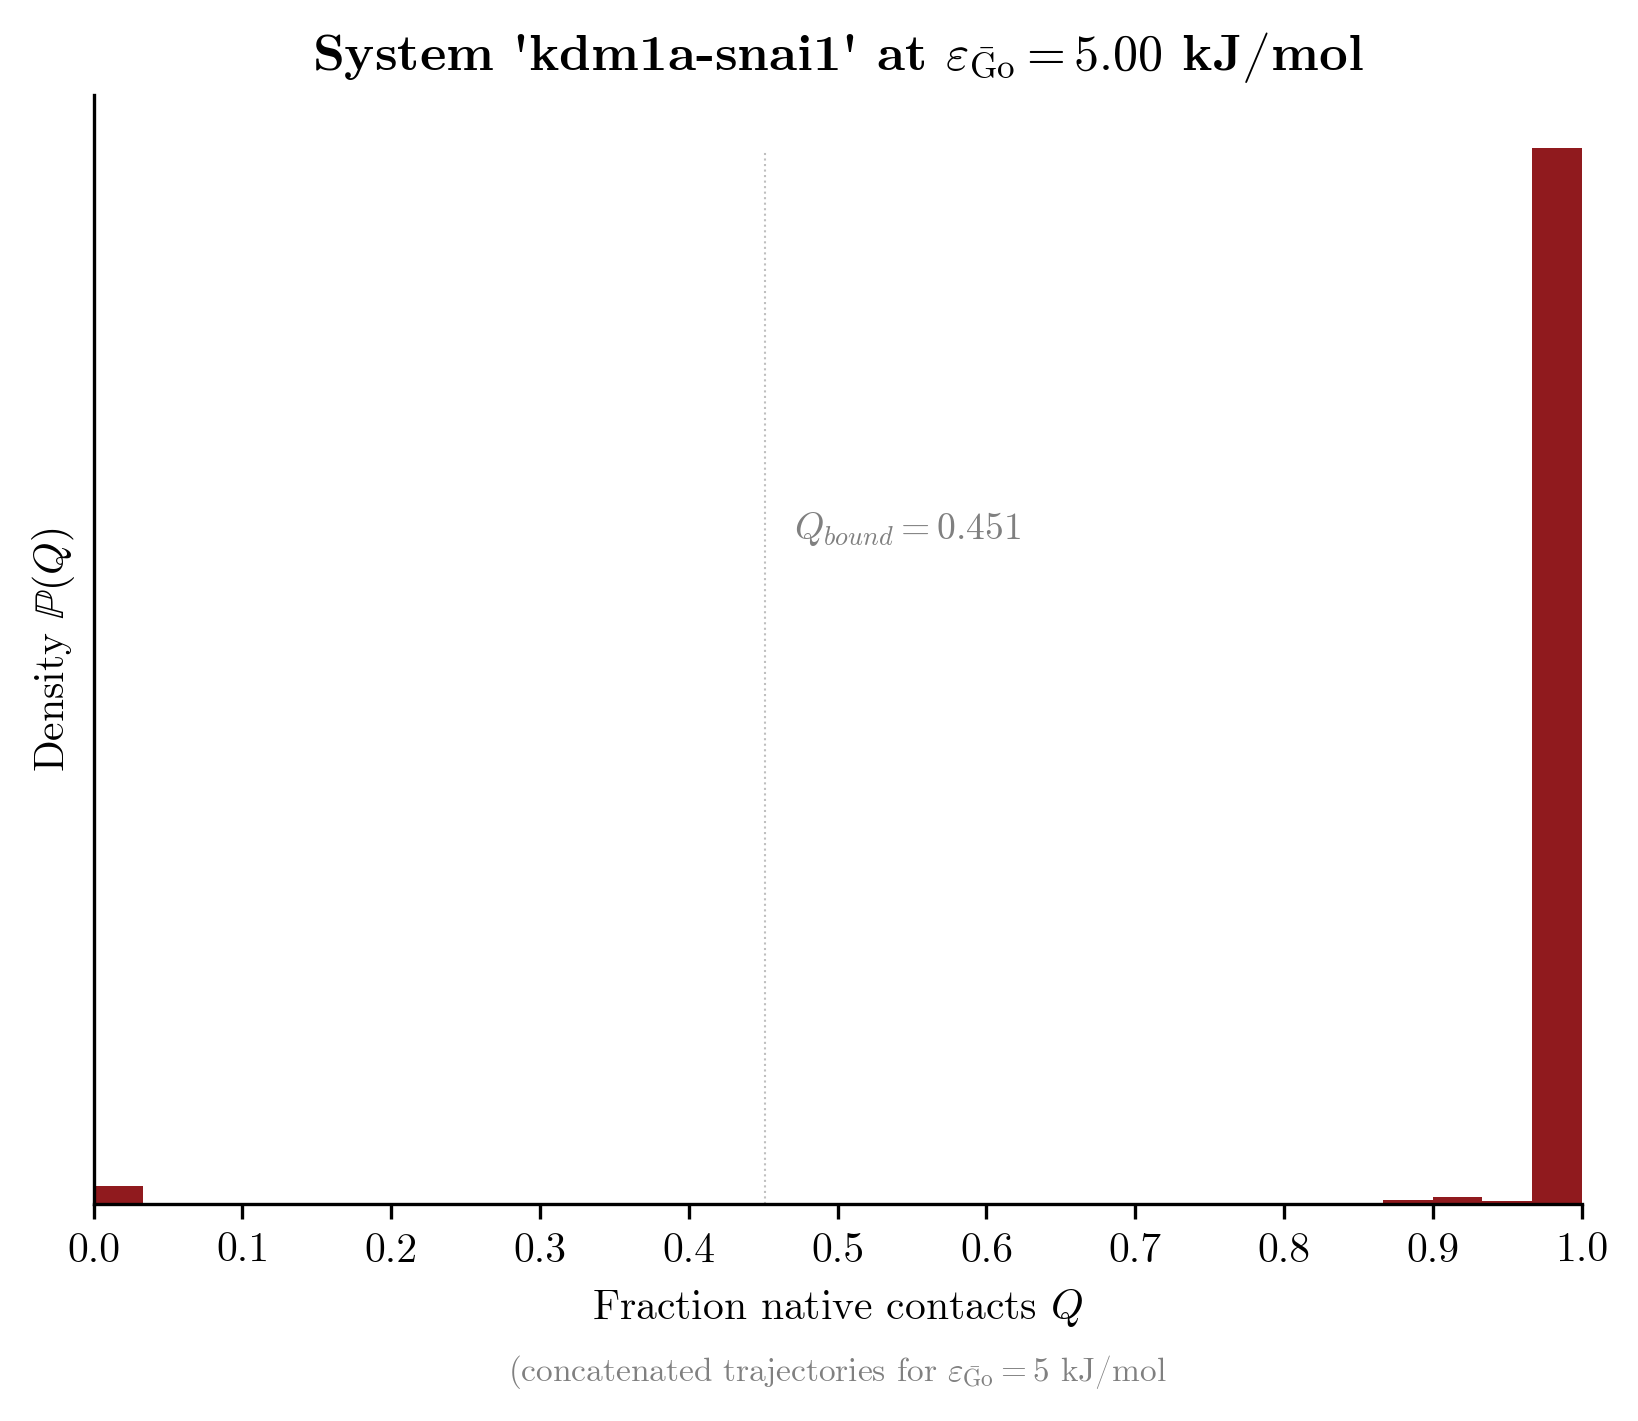 System 'kdm1a-snai1' at ε_Ḡo = 5.00 kJ/mol
Density ℙ(Q)
Q_bound = 0.451
0.0 0.1 0.2 0.3 0.4 0.5 0.6 0.7 0.8 0.9 1.0
Fraction native contacts Q
(concatenated trajectories for ε_Ḡo = 5 kJ/mol